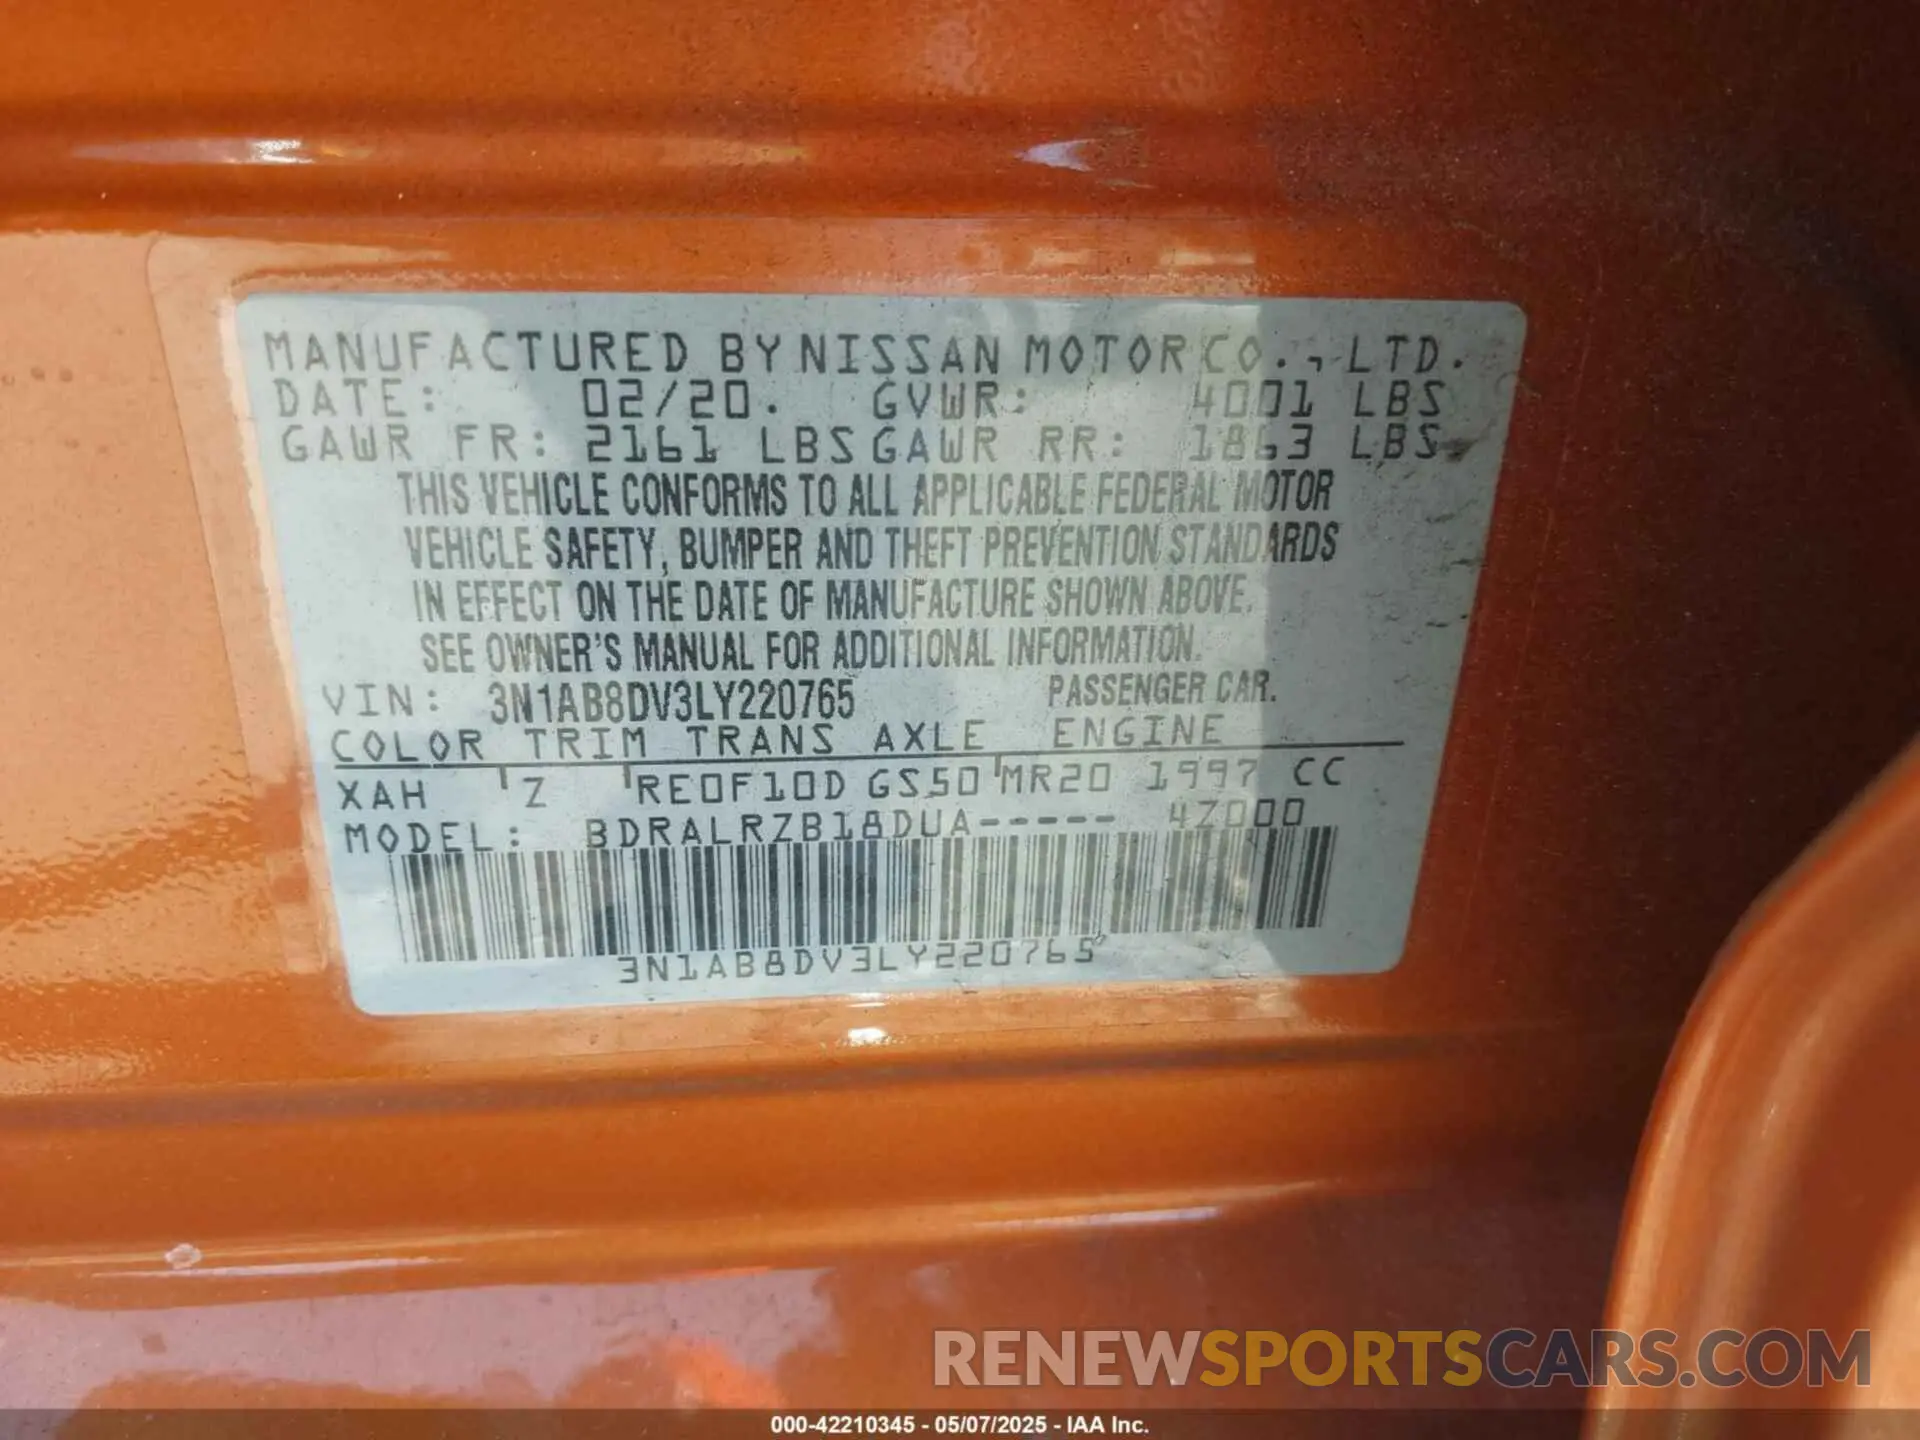 MANUFACTURED BY NISSAN MOTOR CO., LTD.
DATE: 02/20. GVWR: 4001 LBS
GAWR FR: 2161 LBS GAWR RR: 1863 LBS
THIS VEHICLE CONFORMS TO ALL APPLICABLE FEDERAL MOTOR
VEHICLE SAFETY, BUMPER AND THEFT PREVENTION STANDARDS
IN EFFECT ON THE DATE OF MANUFACTURE SHOWN ABOVE.
SEE OWNER'S MANUAL FOR ADDITIONAL INFORMATION.
VIN: 3N1AB8DV3LY220765 PASSENGER CAR.
COLOR TRIM TRANS AXLE ENGINE
XAH Z RE0F10D GS50 MR20 1997 CC
MODEL: BDRALRZB18DUA----- 4Z000
3N1AB8DV3LY220765
RENEWSPORTSCARS.COM
000-42210345 - 05/07/2025 - IAA Inc.